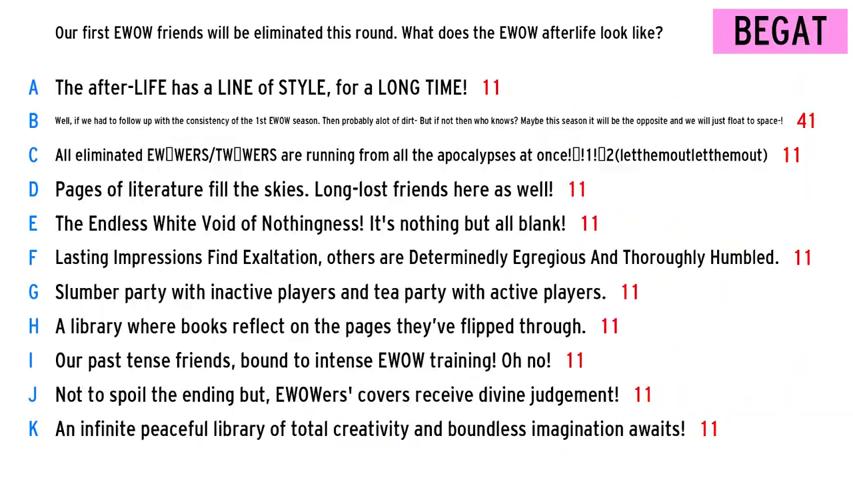 Our first EWOW friends will be eliminated this round. What does the EWOW afterlife look like?
BEGAT
A The after-LIFE has a LINE of STYLE, for a LONG TIME! 11
B Well, if we had to follow up with the consistency of the 1st EWOW season. Then probably alot of dirt- But if not then who knows? Maybe this season it will be the opposite and we will just float to space-! 41
C All eliminated EW▯WERS/TW▯WERS are running from all the apocalypses at once!▯!1!▯2(letthemoutletthemout) 11
D Pages of literature fill the skies. Long-lost friends here as well! 11
E The Endless White Void of Nothingness! It's nothing but all blank! 11
F Lasting Impressions Find Exaltation, others are Determinedly Egregious And Thoroughly Humbled. 11
G Slumber party with inactive players and tea party with active players. 11
H A library where books reflect on the pages they’ve flipped through. 11
I Our past tense friends, bound to intense EWOW training! Oh no! 11
J Not to spoil the ending but, EWOWers' covers receive divine judgement! 11
K An infinite peaceful library of total creativity and boundless imagination awaits! 11